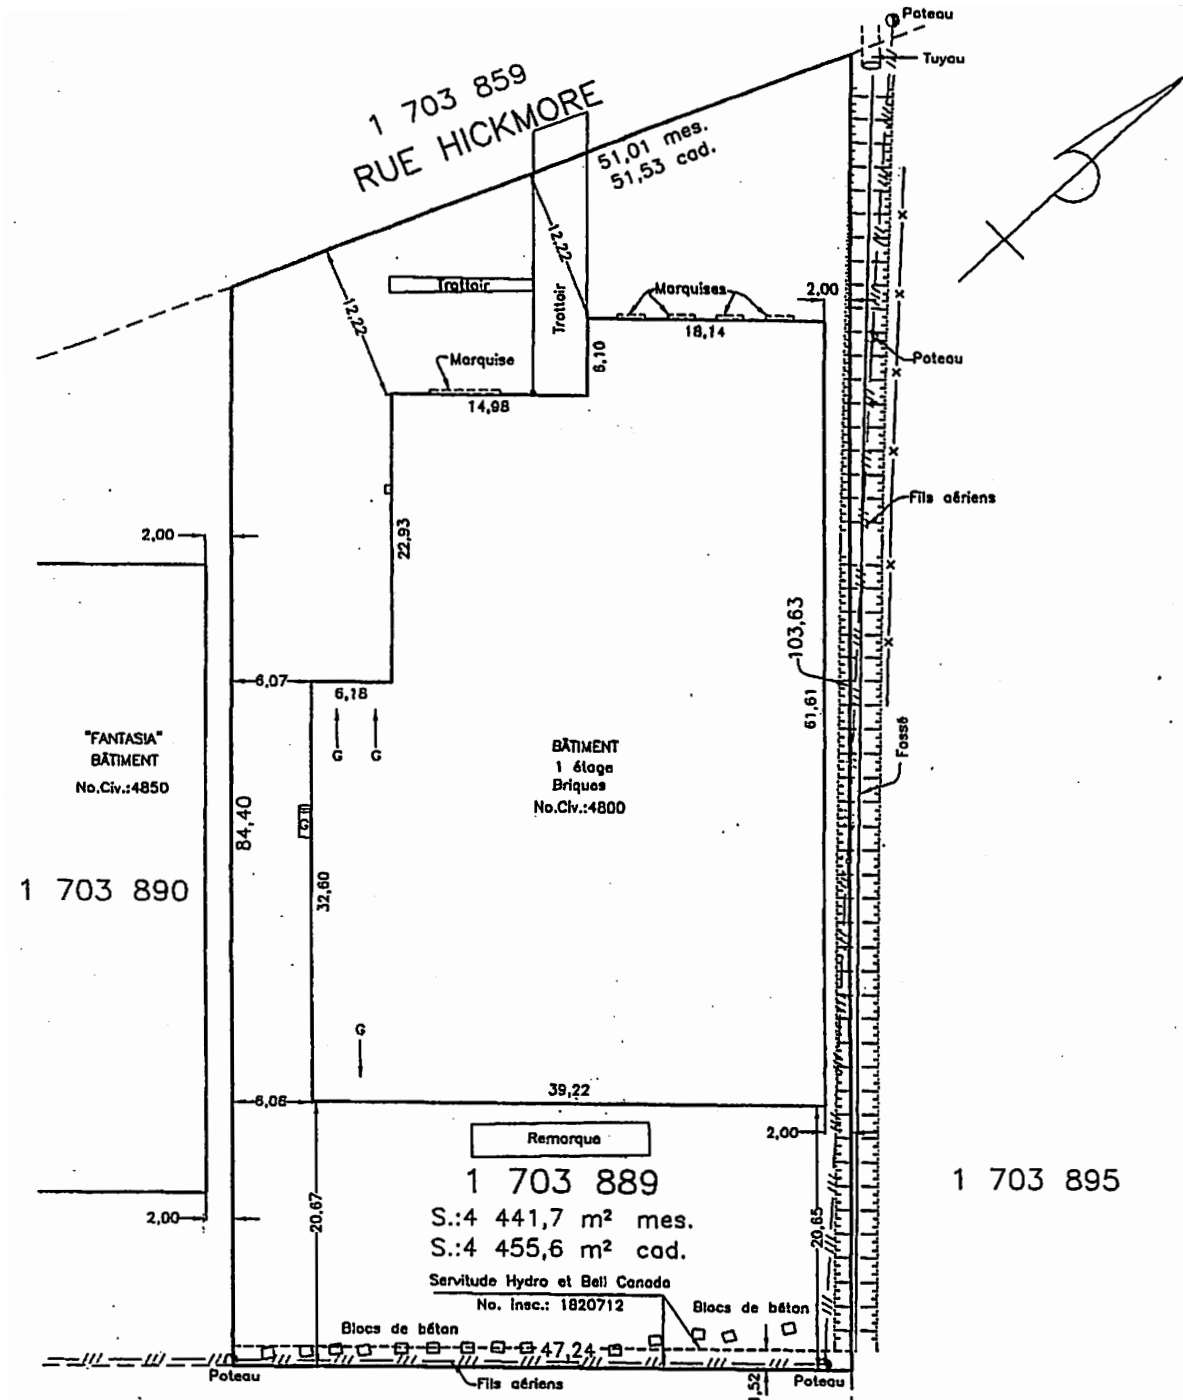 Poteau
Tuyau
1 703 859
RUE HICKMORE
51,01 mes.
51,53 cad.
12,22
12,22
Trottoir
Trottoir
Marquises
2,00
18,14
6,10
Poteau
Marquise
14,98
Fils aériens
2,00
22,93
103,63
6,07
6,18
61,61
G
G
Fossé
"FANTASIA"
BÂTIMENT
No.Civ.:4850
BÂTIMENT
1 étage
Briques
No.Civ.:4800
84,40
G
1 703 890
32,60
G
39,22
6,06
Remorque
2,00
1 703 889
1 703 895
S.:4 441,7 m² mes.
S.:4 455,6 m² cad.
2,00
20,67
20,65
Servitude Hydro et Bell Canada
No. insc.: 1820712
Blocs de béton
Blocs de béton
47,24
Poteau
Fils aériens
1,52
Poteau